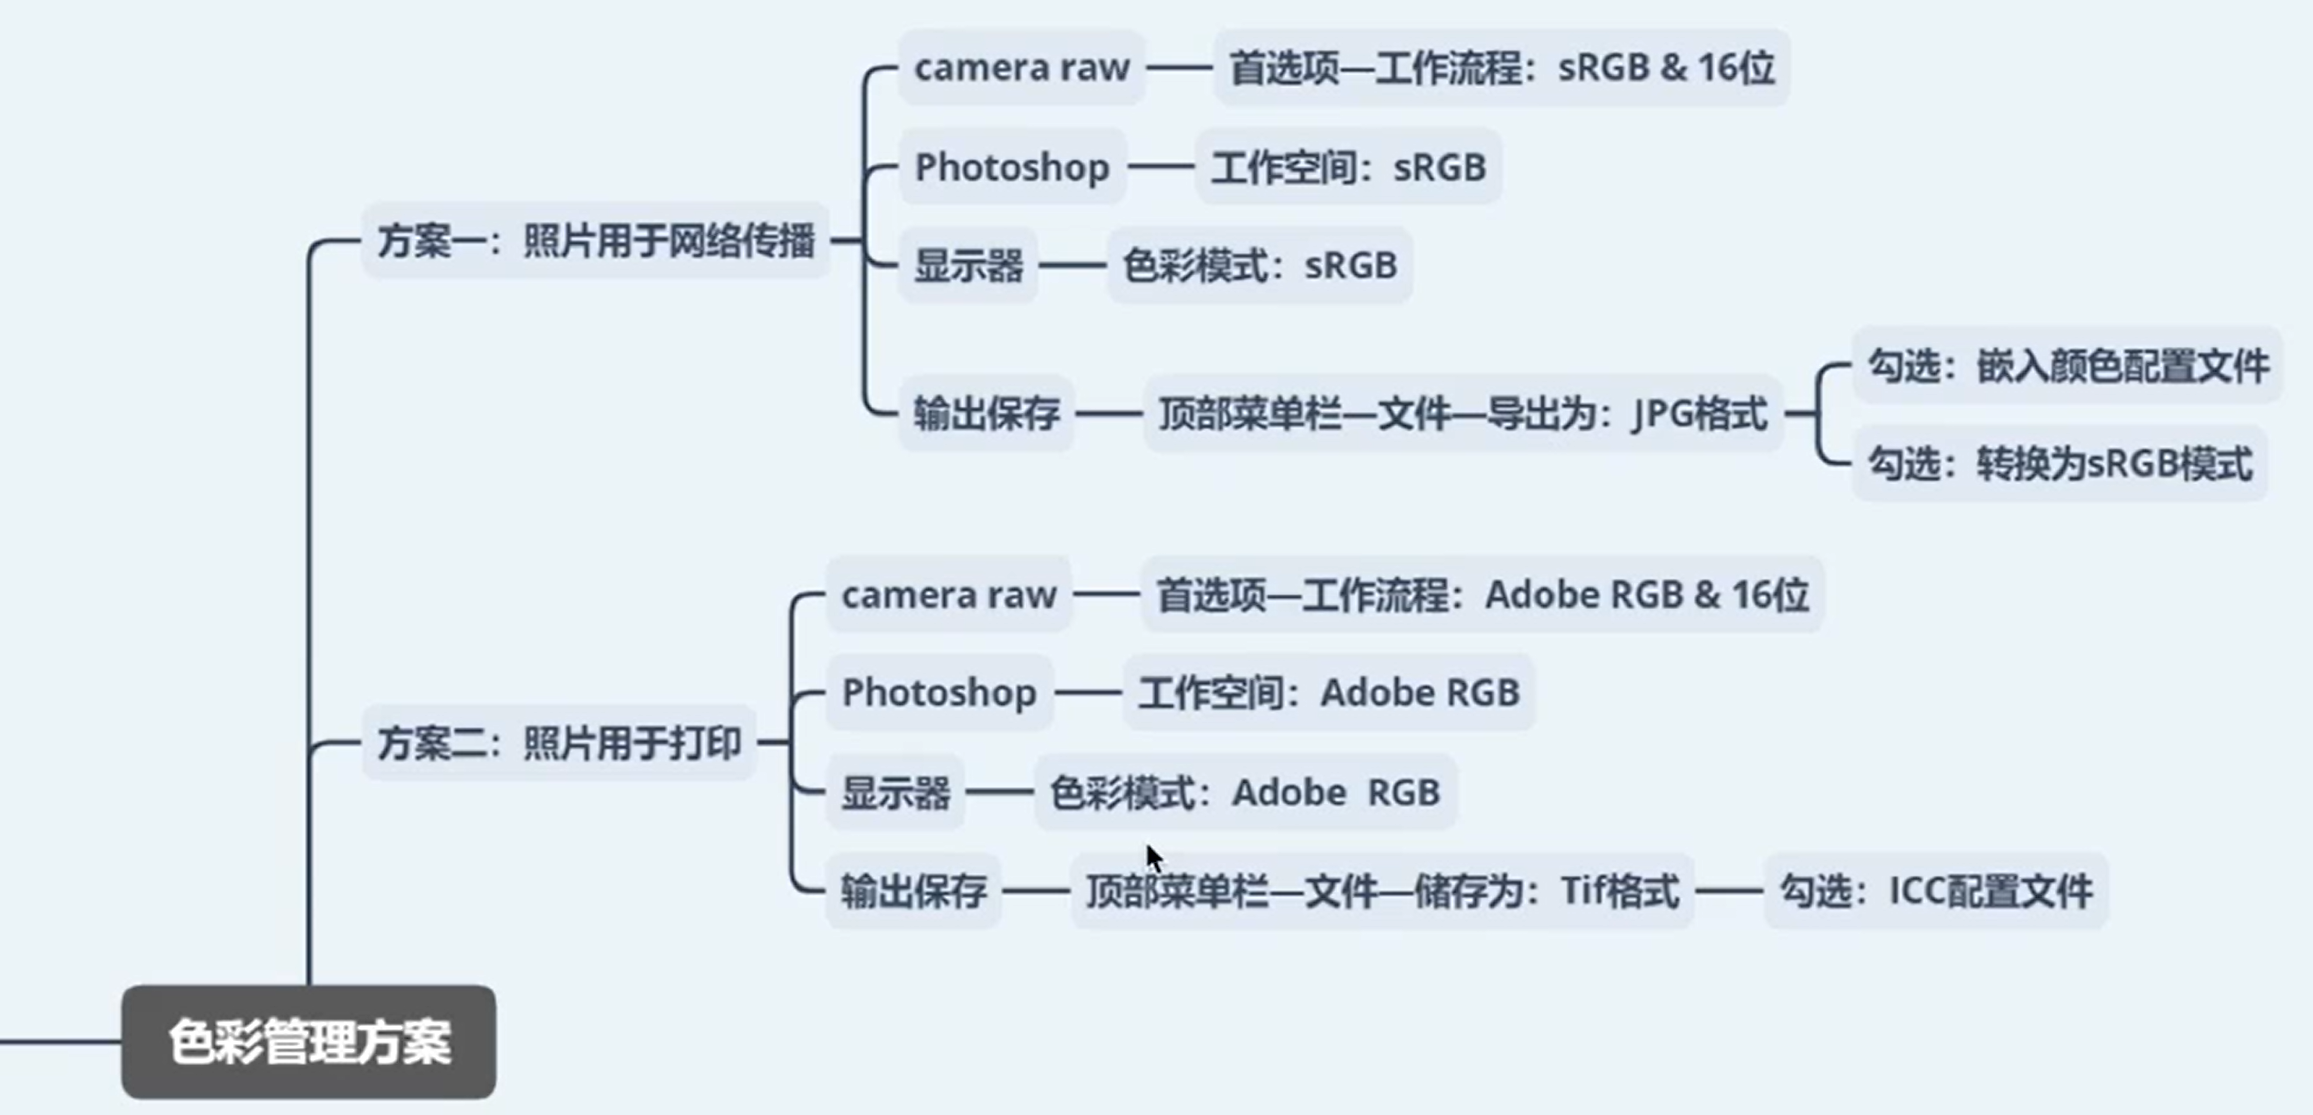 camera raw
首选项—工作流程：sRGB & 16位
Photoshop
工作空间：sRGB
方案一：照片用于网络传播
显示器
色彩模式：sRGB
输出保存
顶部菜单栏—文件—导出为：JPG格式
勾选：嵌入颜色配置文件
勾选：转换为sRGB模式
camera raw
首选项—工作流程：Adobe RGB & 16位
Photoshop
工作空间：Adobe RGB
方案二：照片用于打印
显示器
色彩模式：Adobe  RGB
输出保存
顶部菜单栏—文件—储存为：Tif格式
勾选：ICC配置文件
色彩管理方案